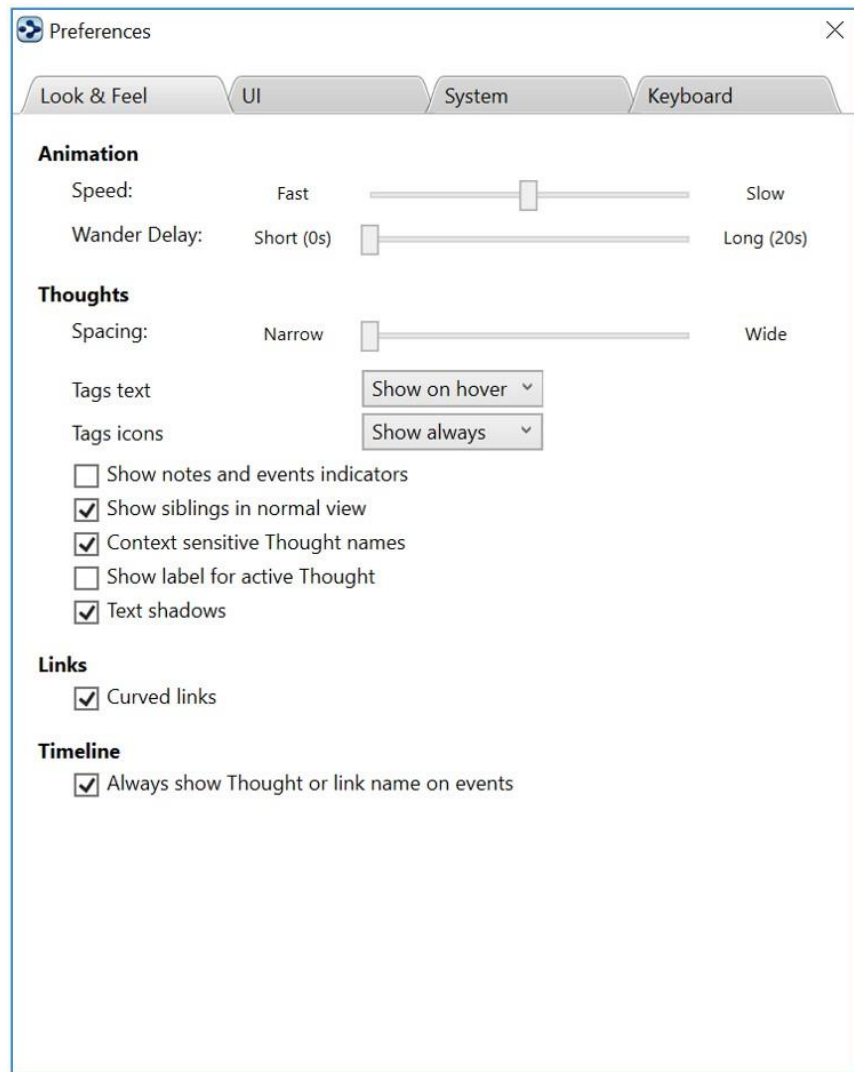 Preferences
Look & Feel UI System Keyboard
Animation
Speed: Fast Slow
Wander Delay: Short (0s) Long (20s)
Thoughts
Spacing: Narrow Wide
Tags text Show on hover
Tags icons Show always
Show notes and events indicators
Show siblings in normal view
Context sensitive Thought names
Show label for active Thought
Text shadows
Links
Curved links
Timeline
Always show Thought or link name on events